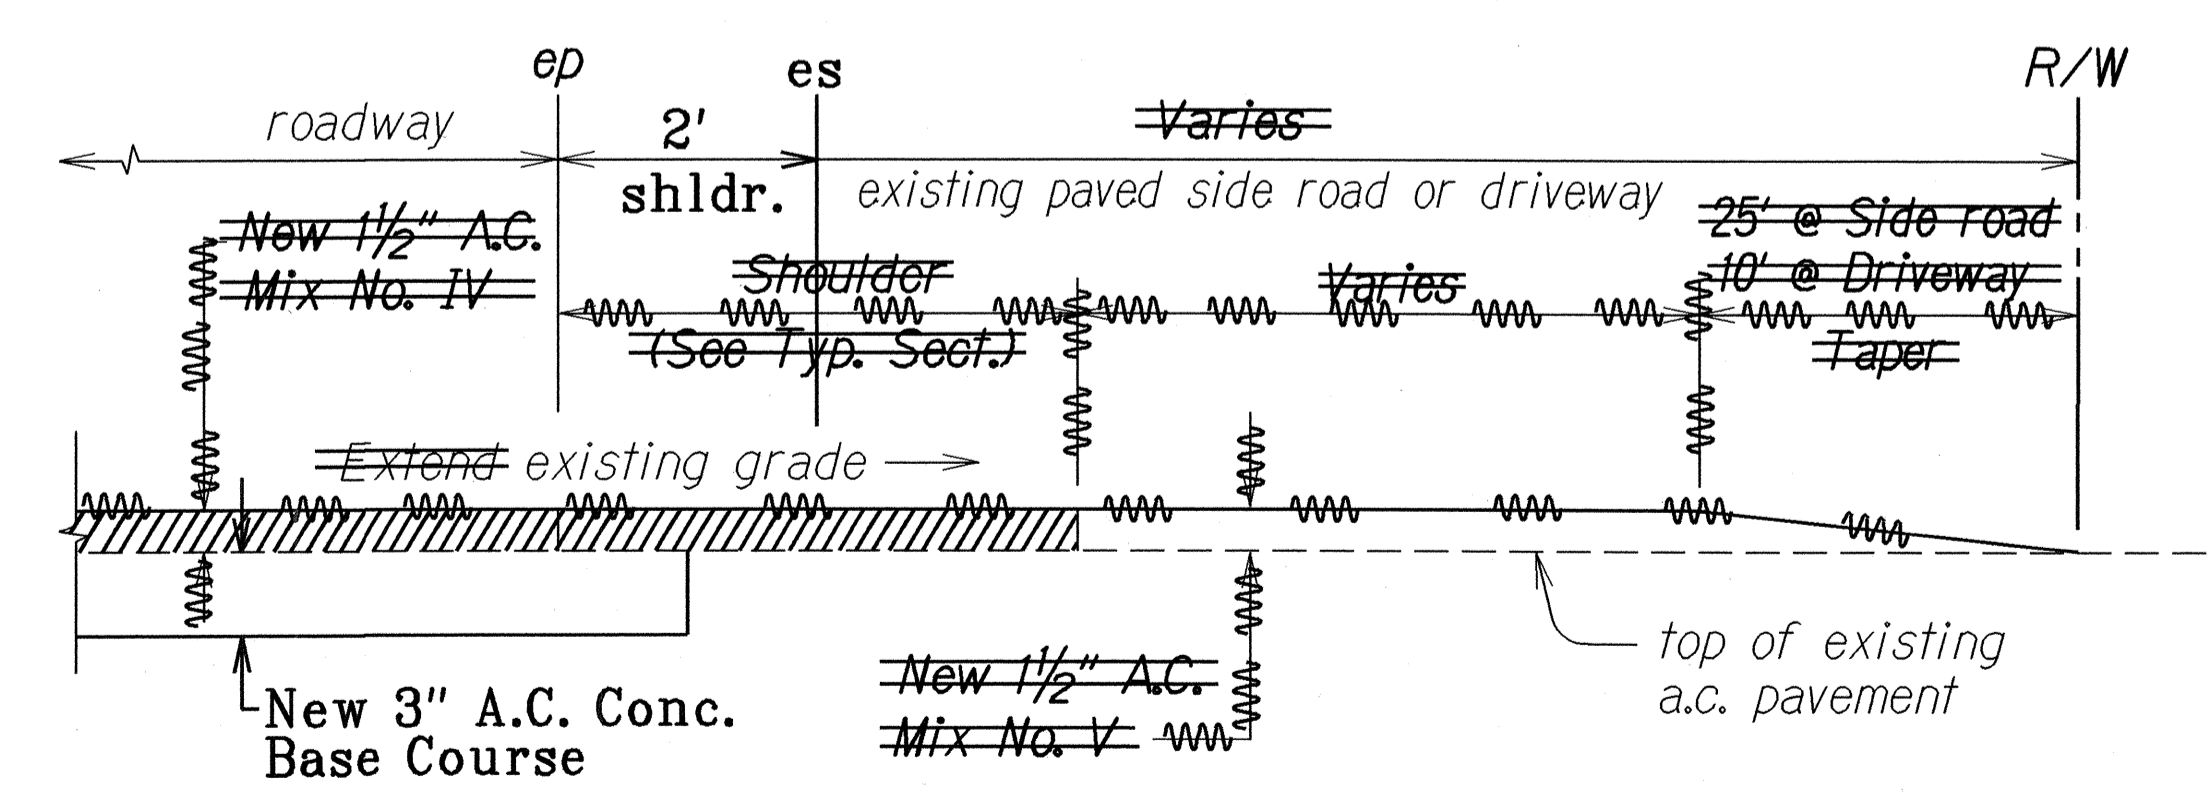 ep
es
R/W
roadway
2'
shldr.
Varies
existing paved side road or driveway
New 1½" A.C.
Mix No. IV
Shoulder
(See Typ. Sect.)
Varies
25' @ Side road
10' @ Driveway
Taper
Extend existing grade
New 3" A.C. Conc.
Base Course
New 1½" A.C.
Mix No. V
top of existing
a.c. pavement